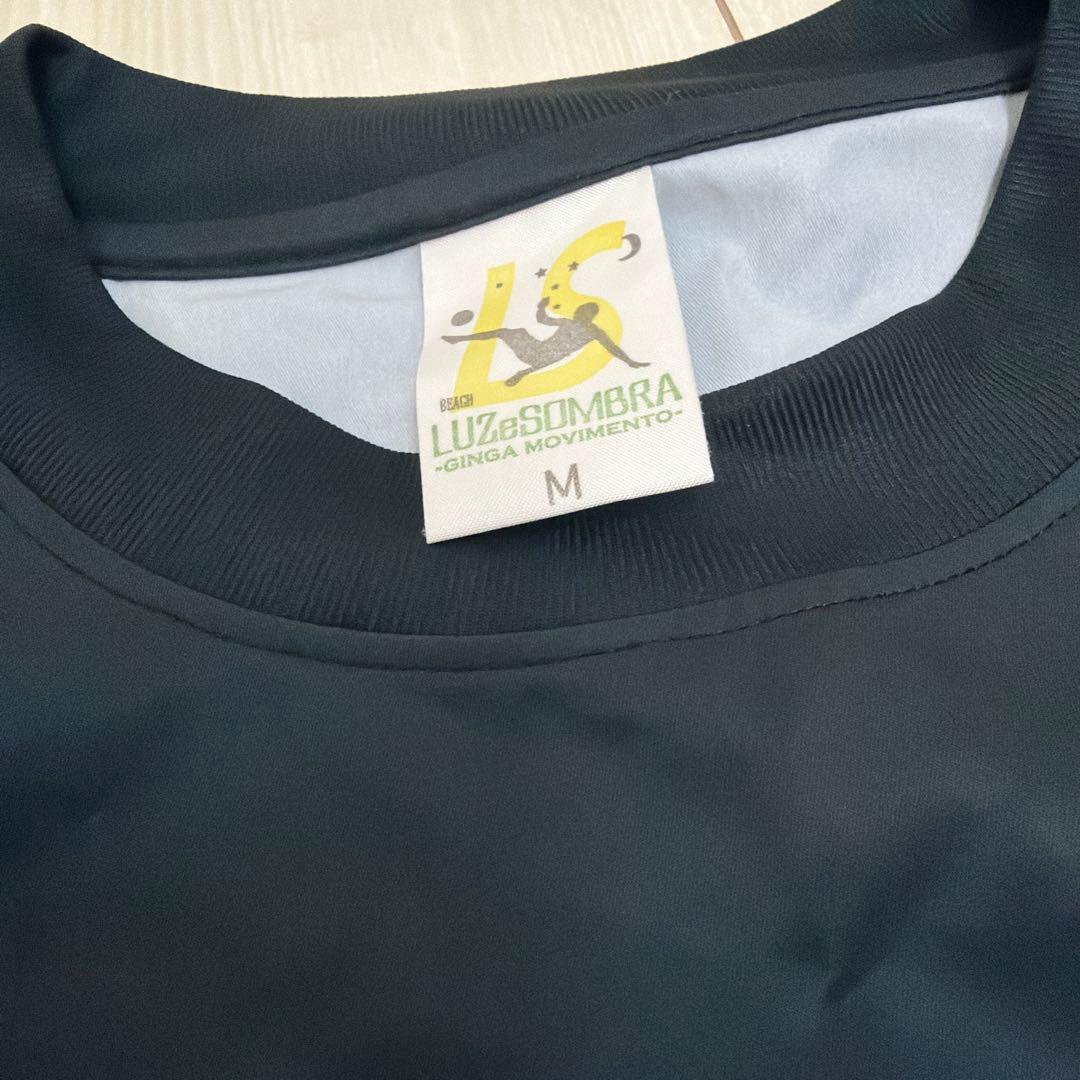 LS
BEACH
LUZeSOMBRA
-GINGA MOVIMENTO-
M